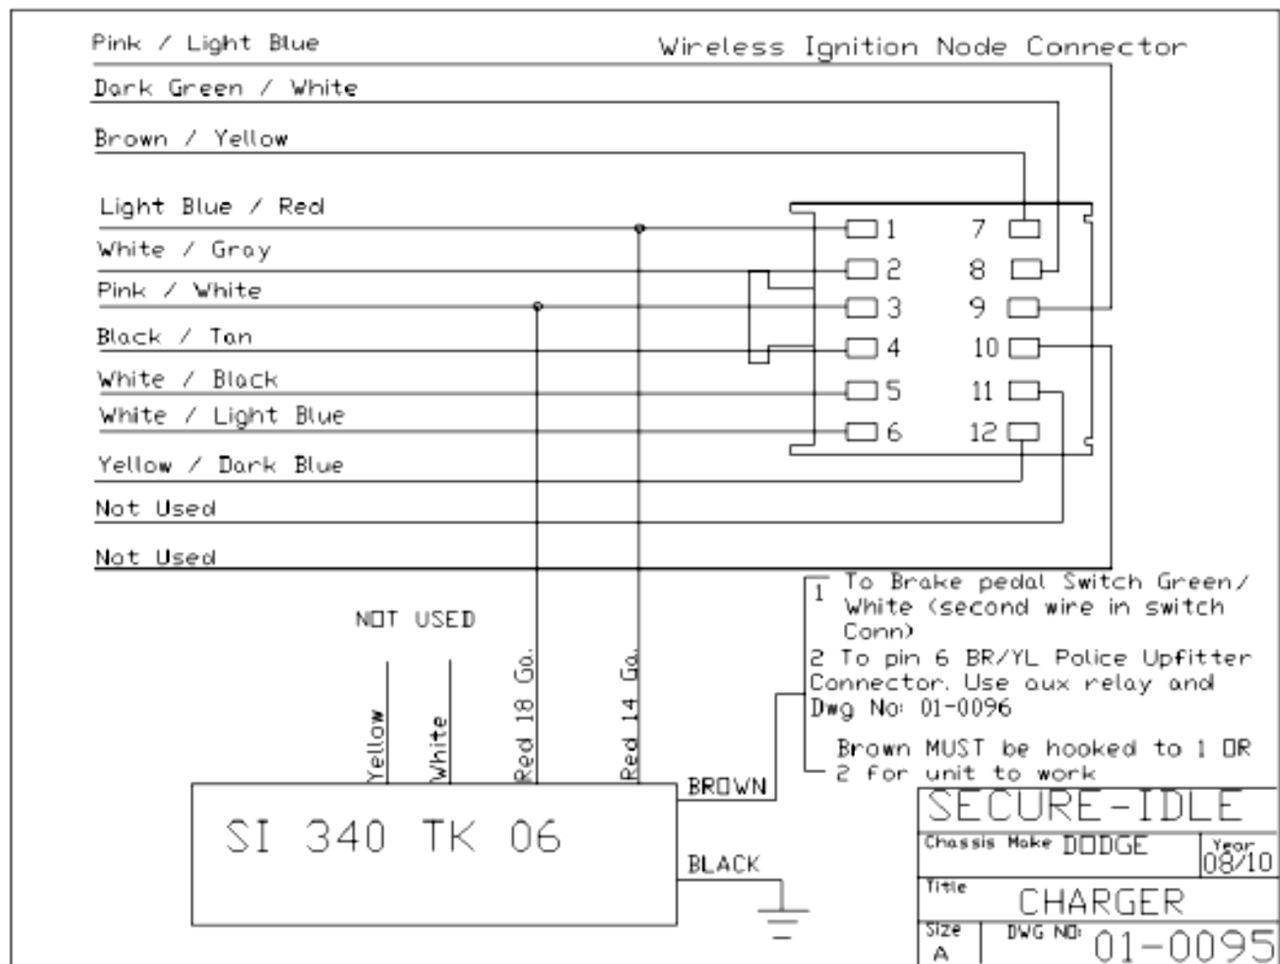 Pink / Light Blue
Wireless Ignition Node Connector
Dark Green / White
Brown / Yellow
Light Blue / Red
White / Gray
Pink / White
Black / Tan
White / Black
White / Light Blue
Yellow / Dark Blue
Not Used
Not Used
1 7
2 8
3 9
4 10
5 11
6 12
NOT USED
Yellow
White
Red 18 Ga.
Red 14 Ga.
1 To Brake pedal Switch Green/
White (second wire in switch
Conn)
2 To pin 6 BR/YL Police Upfitter
Connector. Use aux relay and
Dwg No: 01-0096
Brown MUST be hooked to 1 OR
2 for unit to work
BROWN
BLACK
SI 340 TK 06
SECURE-IDLE
Chassis Make DODGE
Year
08/10
Title
CHARGER
Size
A
DWG NO: 01-0095